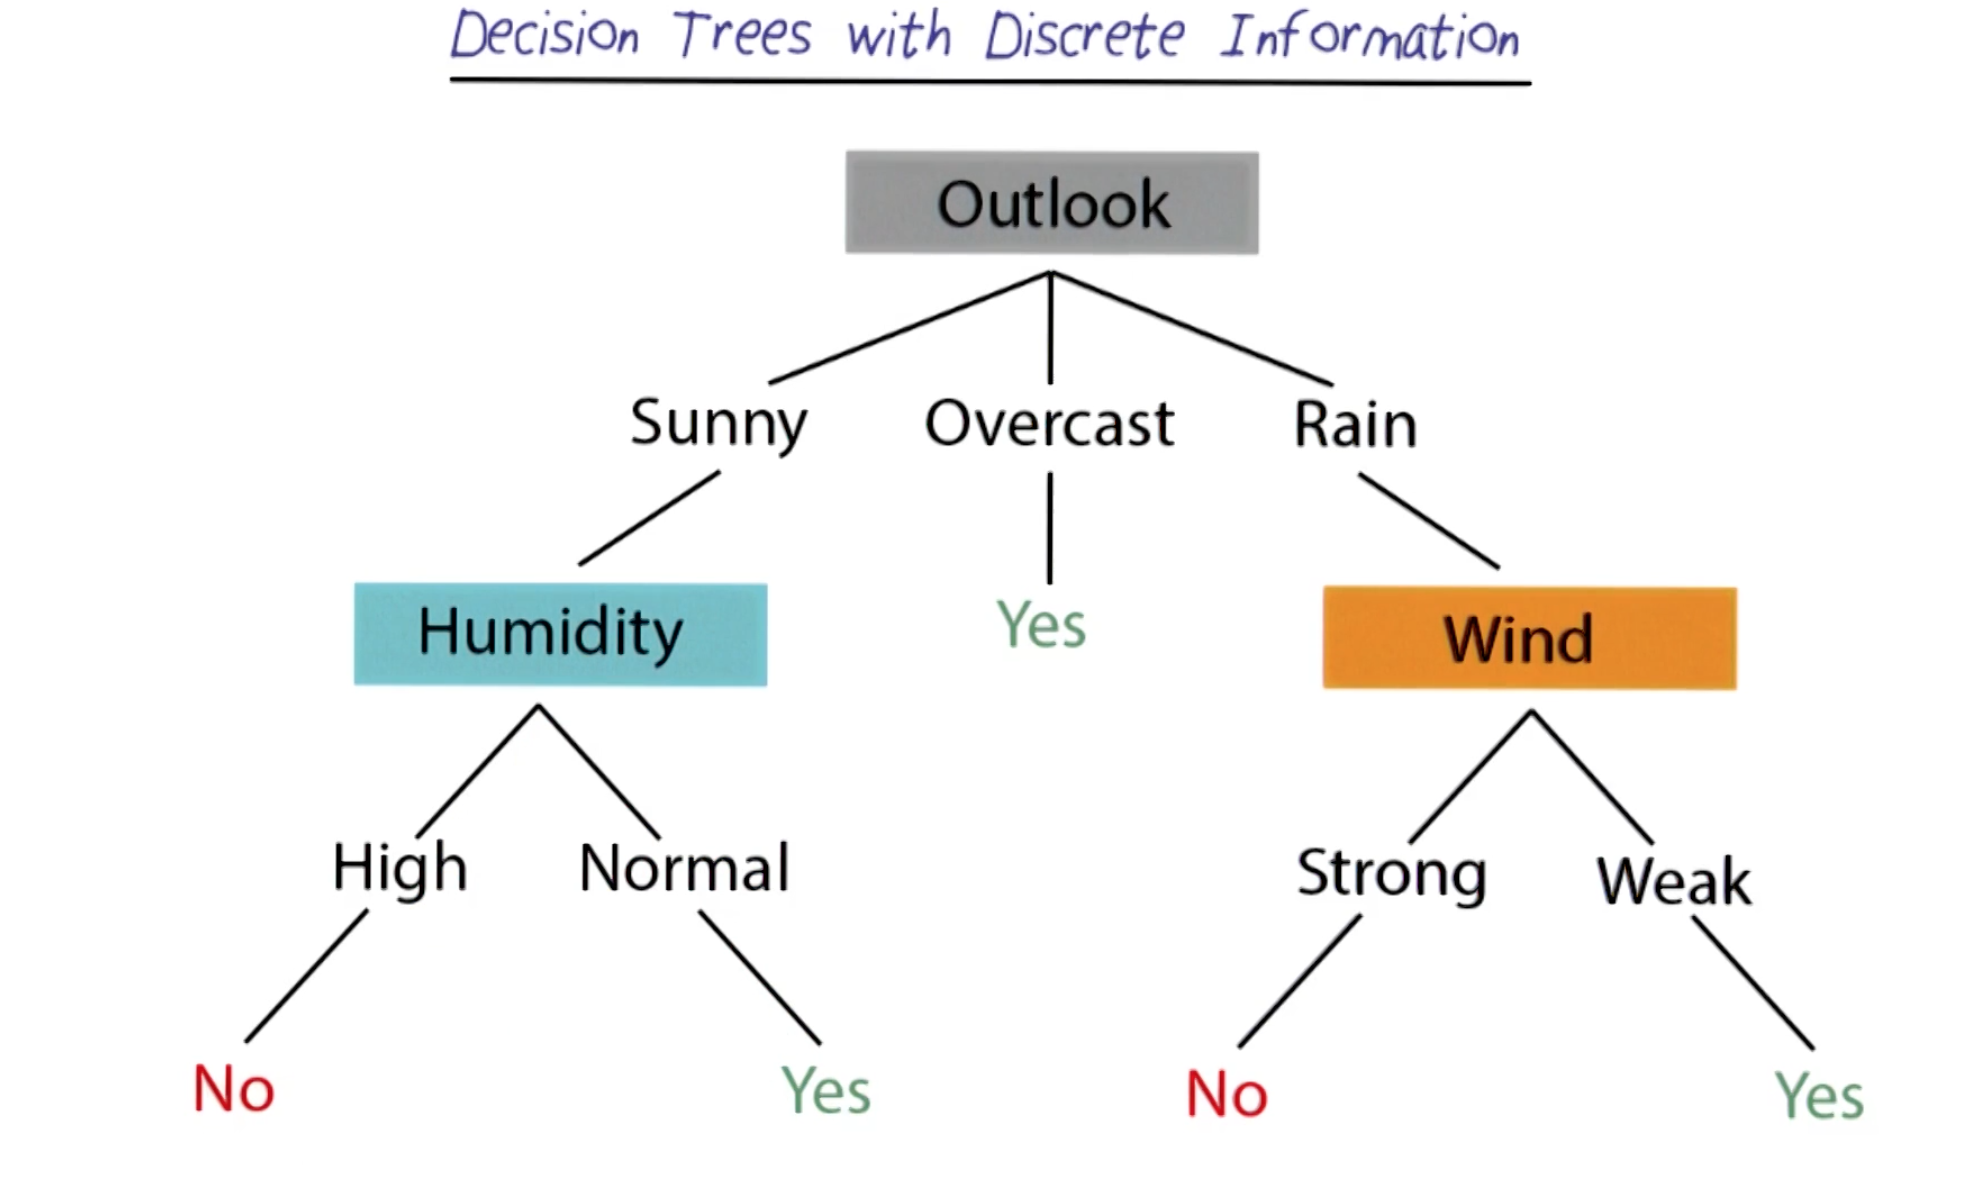 Decision Trees with Discrete Information
Outlook
Sunny Overcast Rain
Humidity Yes Wind
High Normal Strong Weak
No Yes No Yes